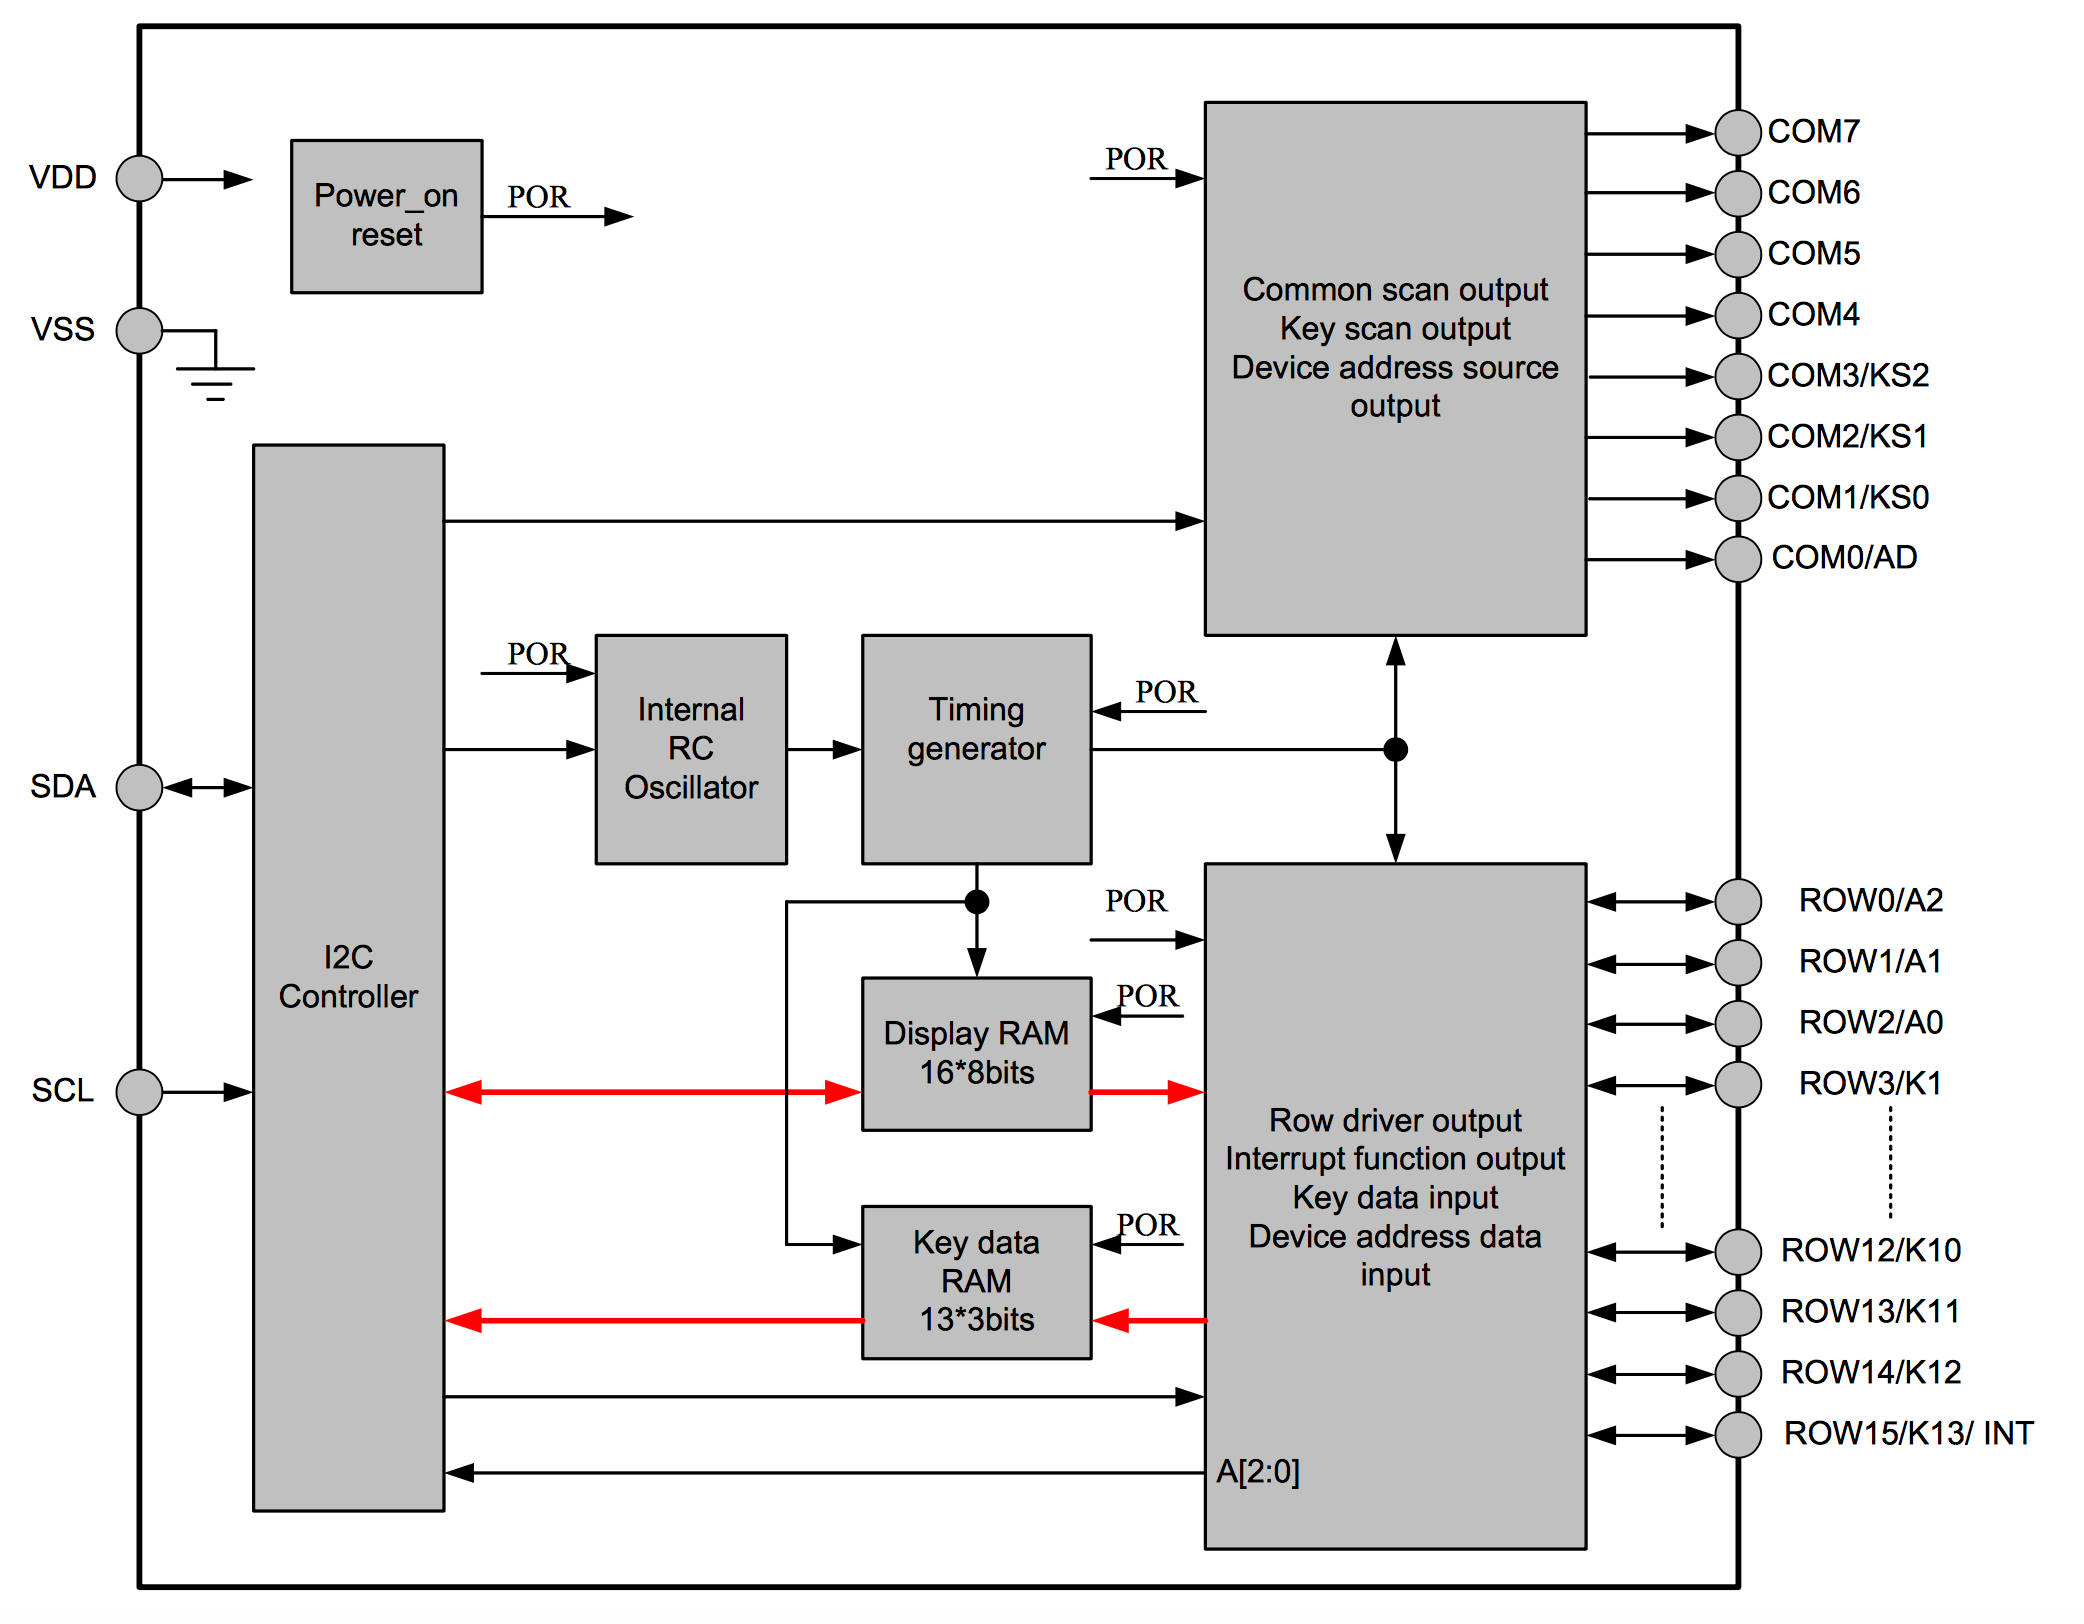 VDD
Power_on
reset
POR
VSS
POR
Common scan output
Key scan output
Device address source
output
COM7
COM6
COM5
COM4
COM3/KS2
COM2/KS1
COM1/KS0
COM0/AD
SDA
SCL
I2C
Controller
POR
Internal
RC
Oscillator
Timing
generator
POR
POR
Display RAM
16*8bits
POR
Key data
RAM
13*3bits
POR
Row driver output
Interrupt function output
Key data input
Device address data
input
A[2:0]
ROW0/A2
ROW1/A1
ROW2/A0
ROW3/K1
ROW12/K10
ROW13/K11
ROW14/K12
ROW15/K13/ INT